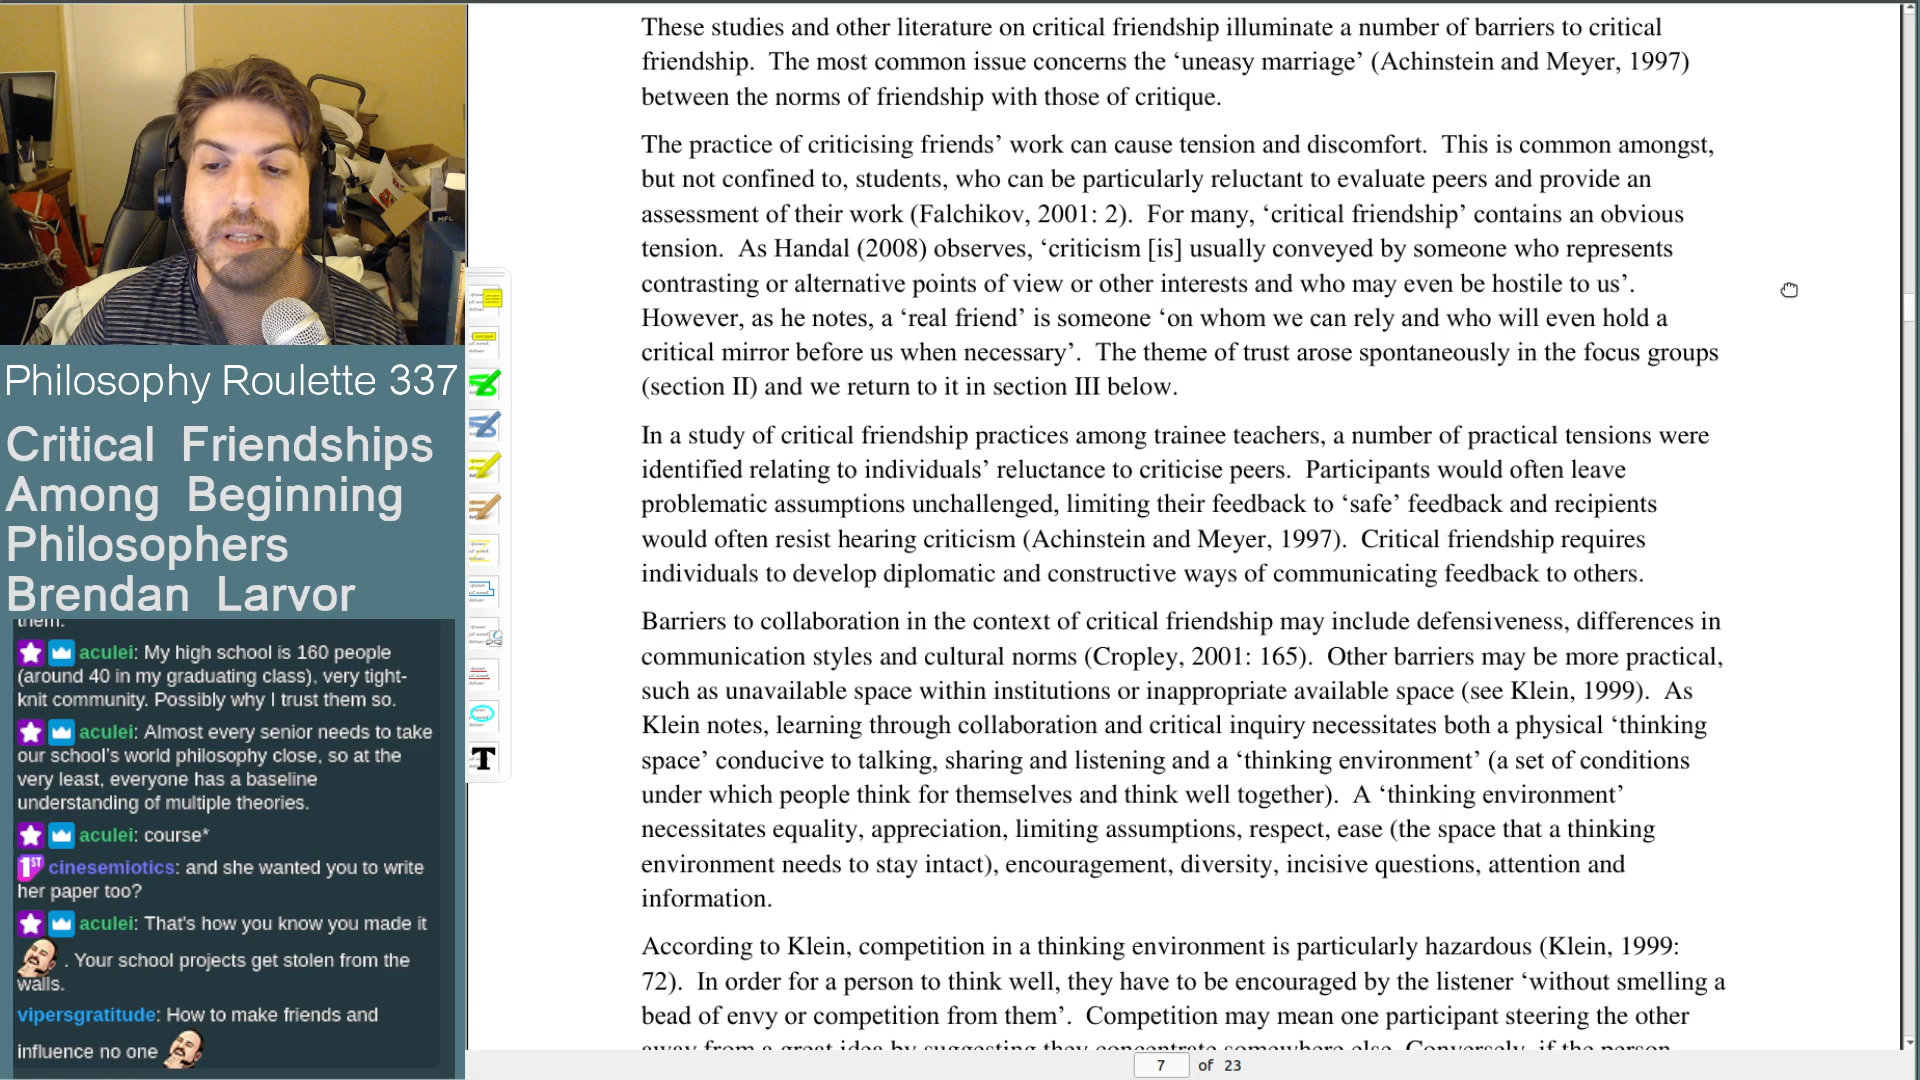 Philosophy Roulette 337
Critical Friendships
Among Beginning
Philosophers
Brendan Larvor
them.
aculei: My high school is 160 people
(around 40 in my graduating class), very tight-
knit community. Possibly why I trust them so.
aculei: Almost every senior needs to take
our school's world philosophy close, so at the
very least, everyone has a baseline
understanding of multiple theories.
aculei: course*
1ST cinesemiotics: and she wanted you to write
her paper too?
aculei: That's how you know you made it
. Your school projects get stolen from the
walls.
vipersgratitude: How to make friends and
influence no one
T
These studies and other literature on critical friendship illuminate a number of barriers to critical
friendship. The most common issue concerns the ‘uneasy marriage’ (Achinstein and Meyer, 1997)
between the norms of friendship with those of critique.
The practice of criticising friends’ work can cause tension and discomfort. This is common amongst,
but not confined to, students, who can be particularly reluctant to evaluate peers and provide an
assessment of their work (Falchikov, 2001: 2). For many, ‘critical friendship’ contains an obvious
tension. As Handal (2008) observes, ‘criticism [is] usually conveyed by someone who represents
contrasting or alternative points of view or other interests and who may even be hostile to us’.
However, as he notes, a ‘real friend’ is someone ‘on whom we can rely and who will even hold a
critical mirror before us when necessary’. The theme of trust arose spontaneously in the focus groups
(section II) and we return to it in section III below.
In a study of critical friendship practices among trainee teachers, a number of practical tensions were
identified relating to individuals’ reluctance to criticise peers. Participants would often leave
problematic assumptions unchallenged, limiting their feedback to ‘safe’ feedback and recipients
would often resist hearing criticism (Achinstein and Meyer, 1997). Critical friendship requires
individuals to develop diplomatic and constructive ways of communicating feedback to others.
Barriers to collaboration in the context of critical friendship may include defensiveness, differences in
communication styles and cultural norms (Cropley, 2001: 165). Other barriers may be more practical,
such as unavailable space within institutions or inappropriate available space (see Klein, 1999). As
Klein notes, learning through collaboration and critical inquiry necessitates both a physical ‘thinking
space’ conducive to talking, sharing and listening and a ‘thinking environment’ (a set of conditions
under which people think for themselves and think well together). A ‘thinking environment’
necessitates equality, appreciation, limiting assumptions, respect, ease (the space that a thinking
environment needs to stay intact), encouragement, diversity, incisive questions, attention and
information.
According to Klein, competition in a thinking environment is particularly hazardous (Klein, 1999:
72). In order for a person to think well, they have to be encouraged by the listener ‘without smelling a
bead of envy or competition from them’. Competition may mean one participant steering the other
away from a great idea by suggesting they concentrate somewhere else. Conversely, if the person
7 of 23